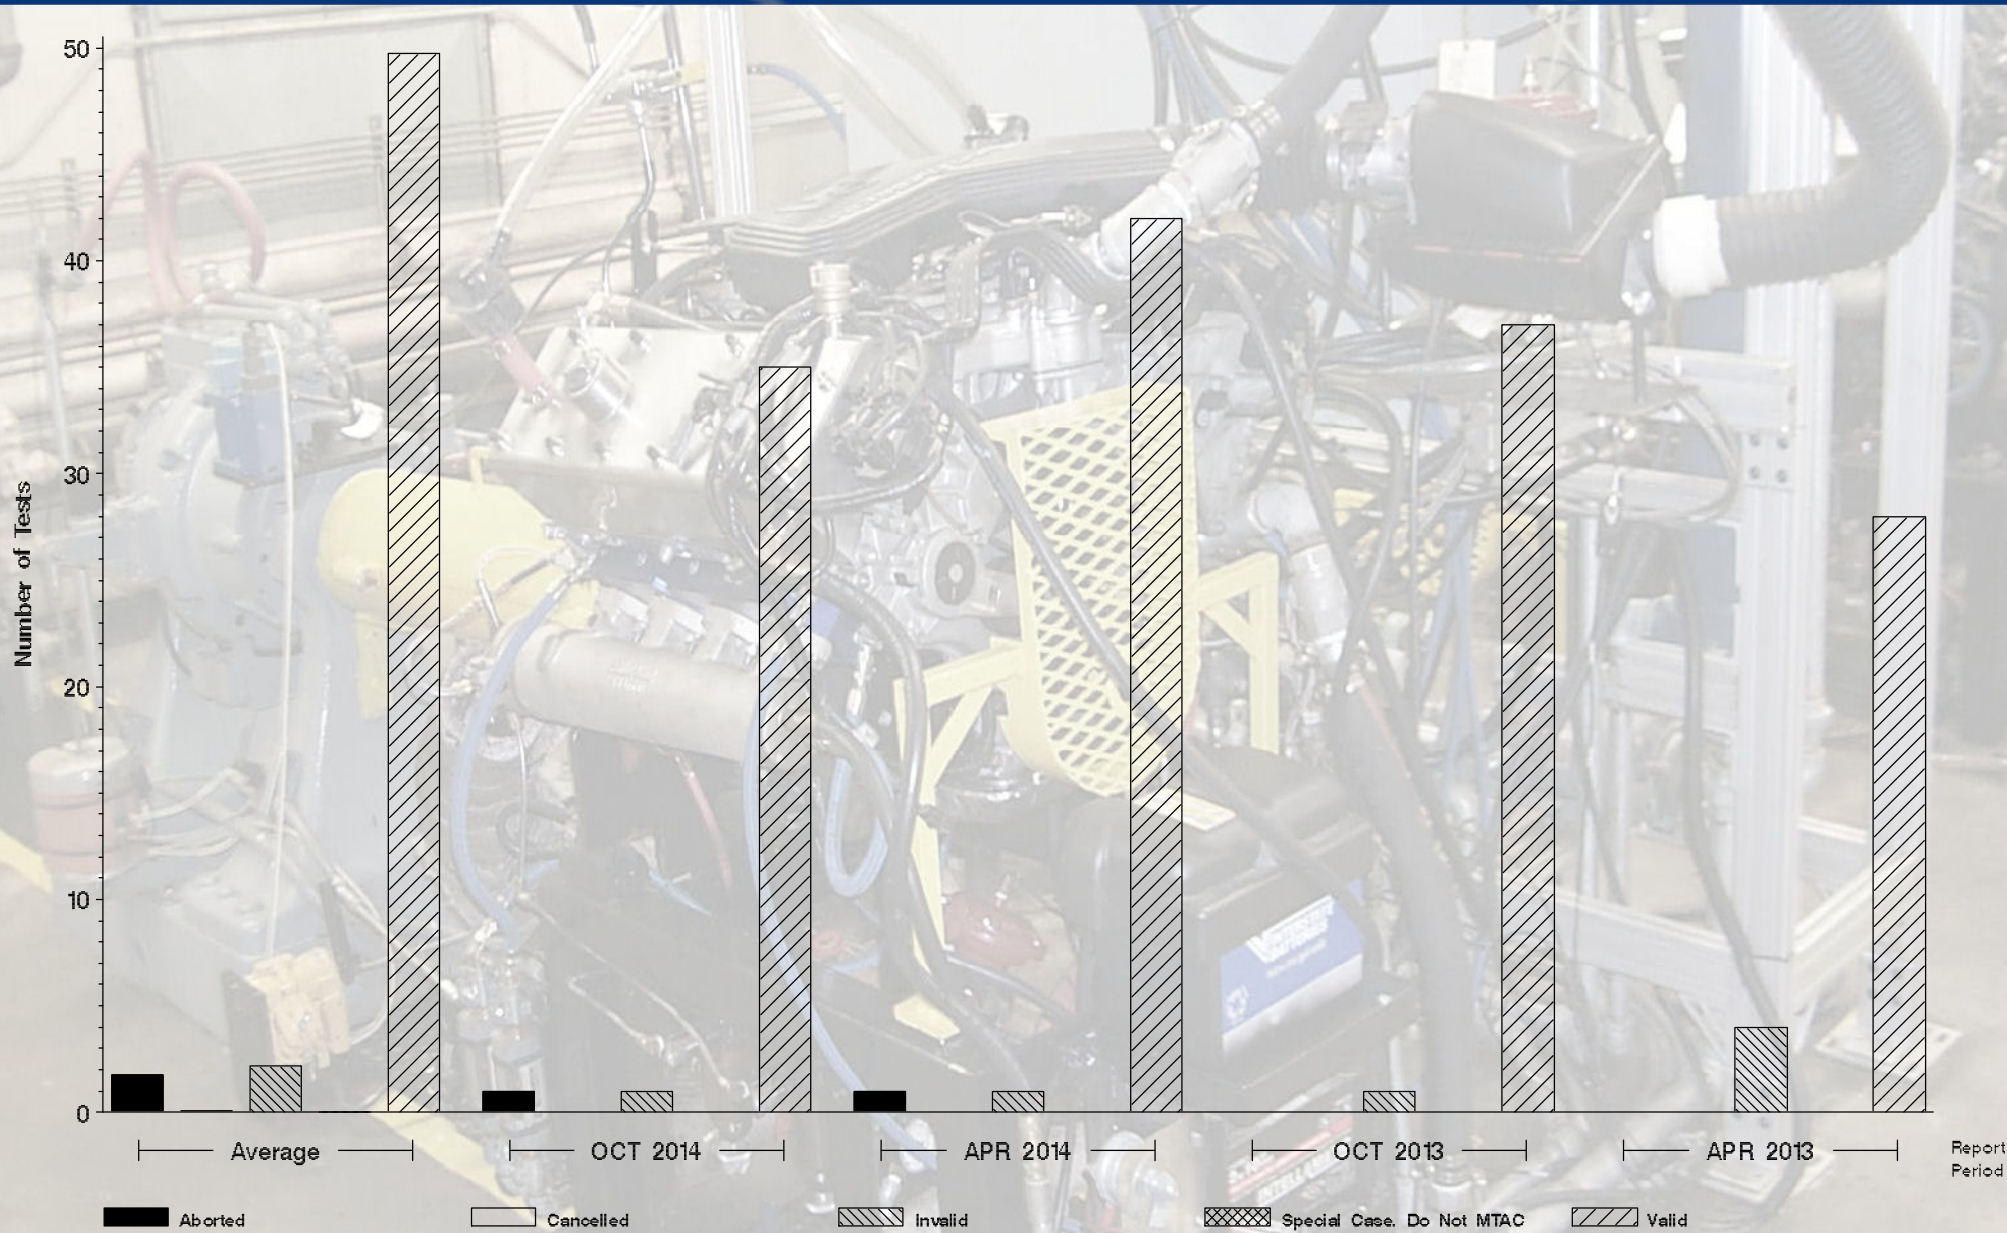 50
40
30
20
10
0
Number of Tests
Average
OCT 2014
APR 2014
OCT 2013
APR 2013
Report
Period
Aborted
Cancelled
Invalid
Special Case. Do Not MTAC
Valid